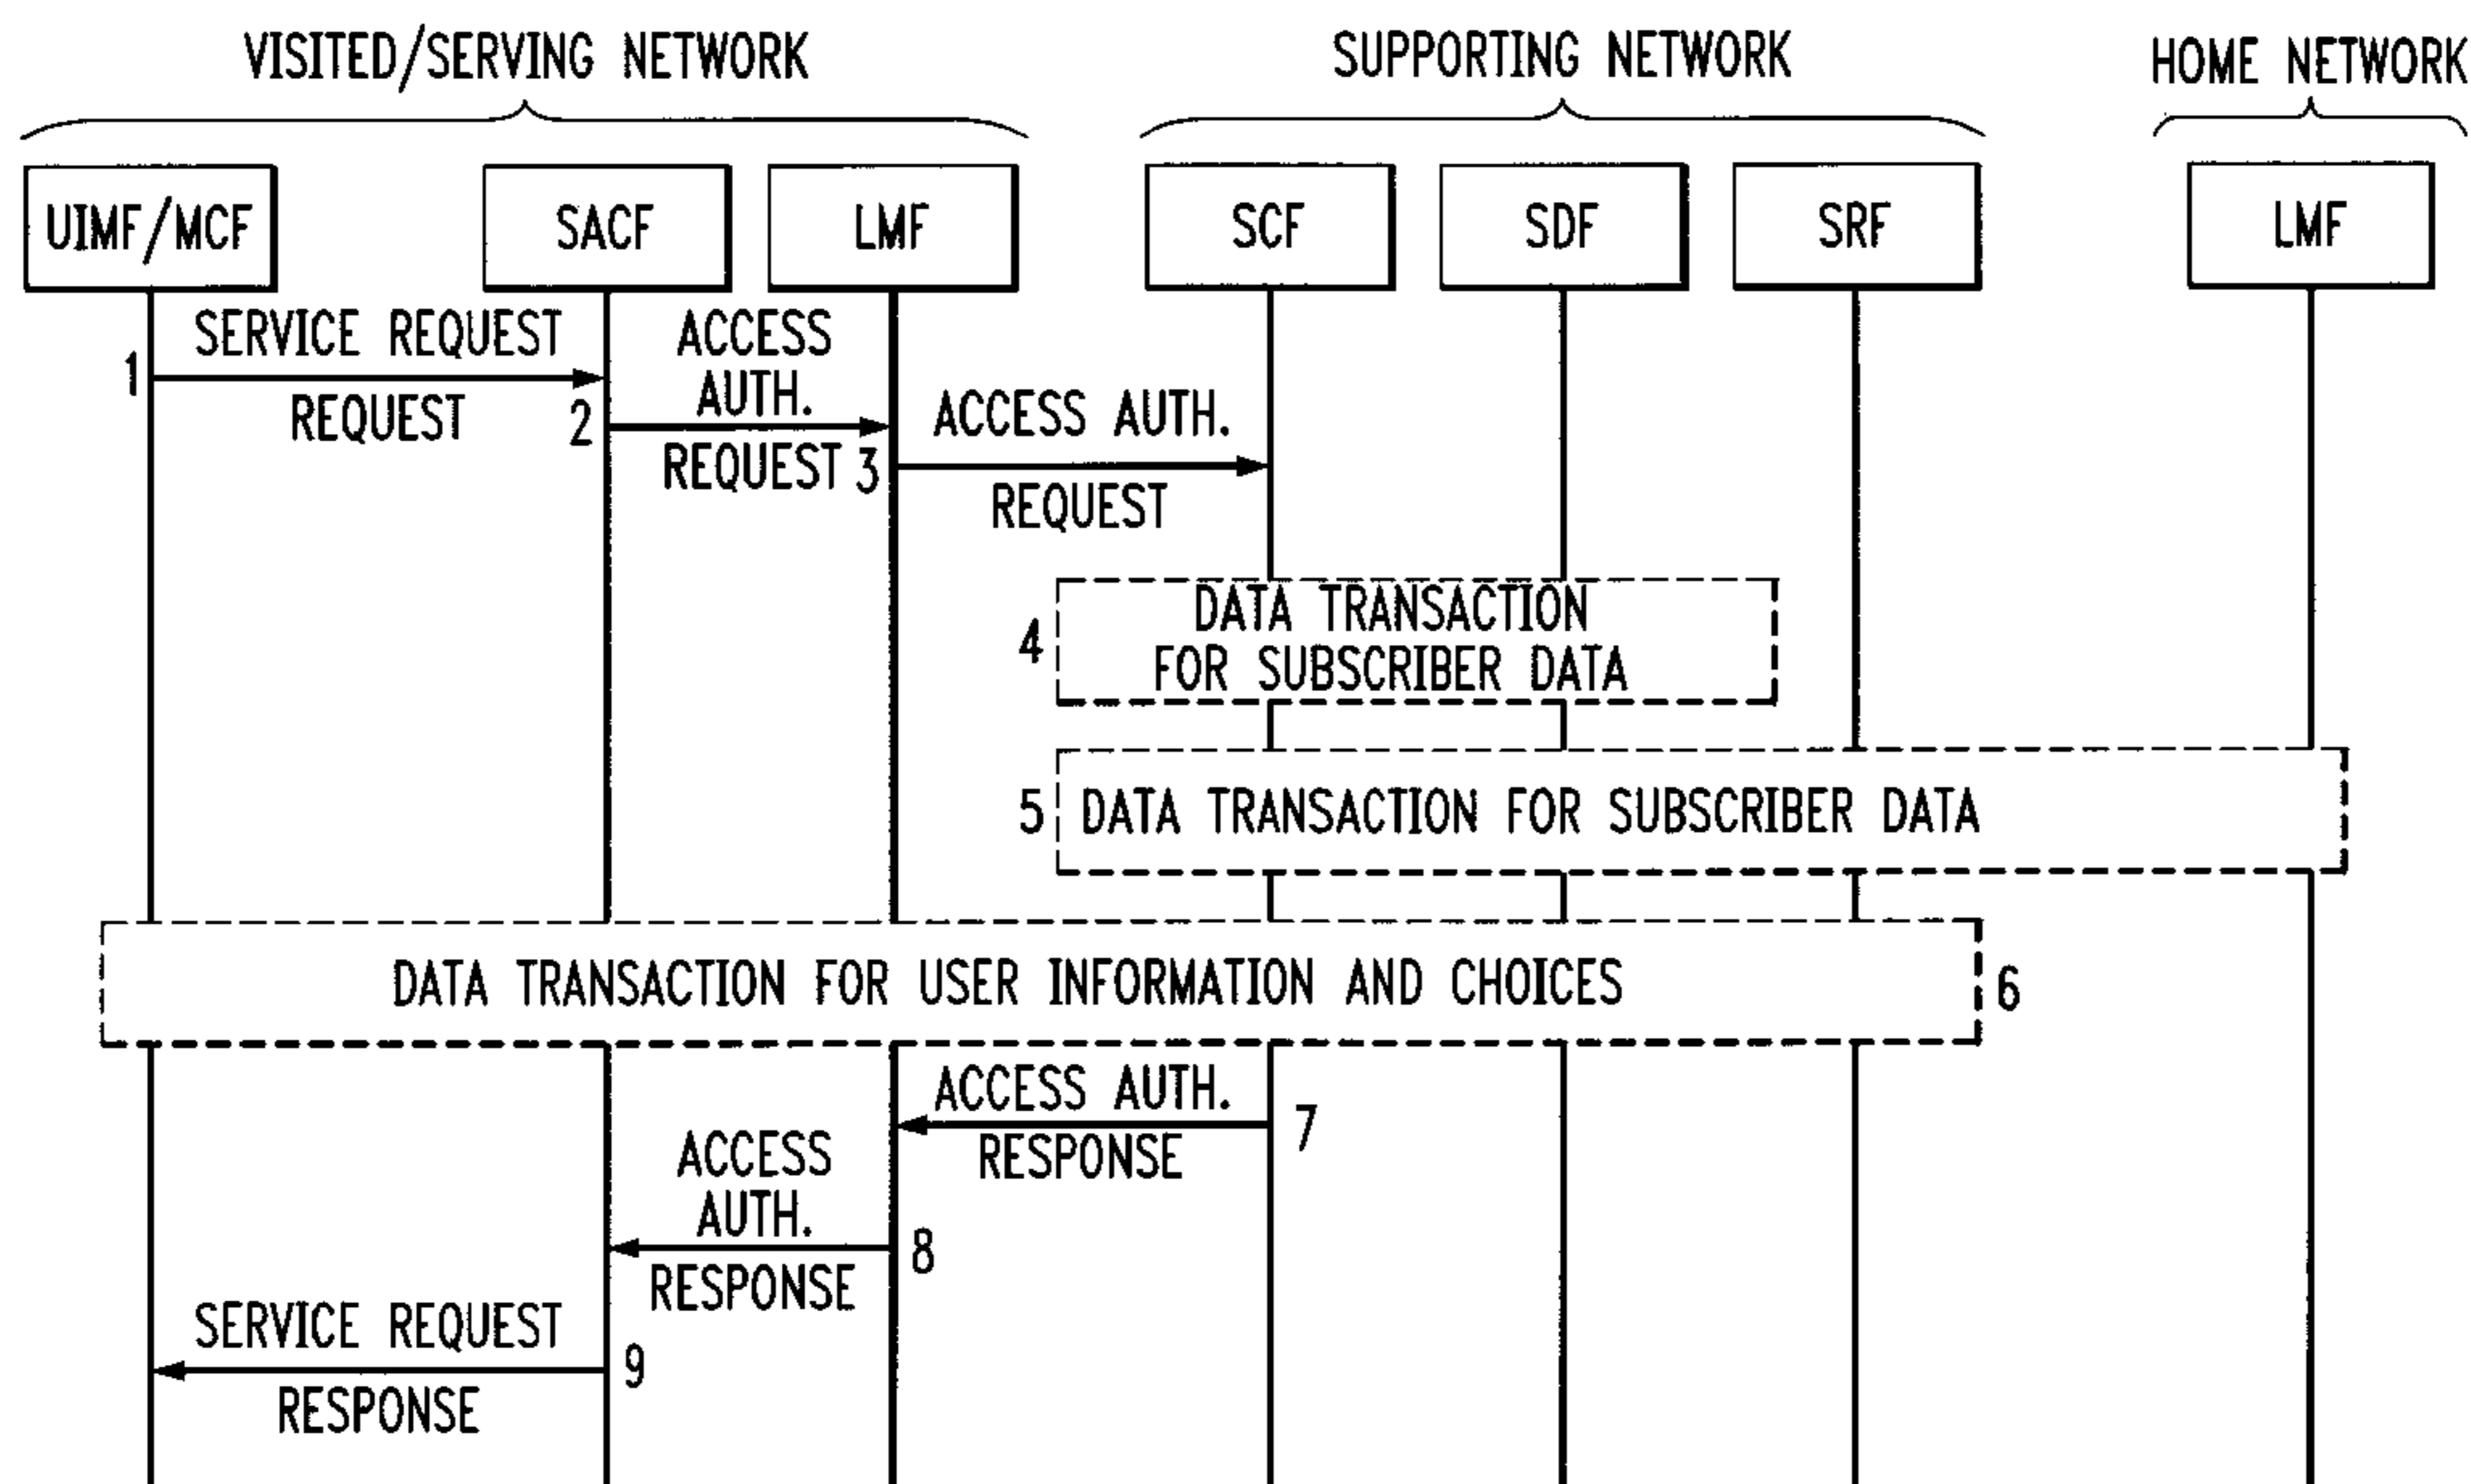 VISITED/SERVING NETWORK
SUPPORTING NETWORK
HOME NETWORK
UIMF/MCF
SACF
LMF
SCF
SDF
SRF
LMF
1
SERVICE REQUEST
REQUEST
2
ACCESS
AUTH.
REQUEST
3
ACCESS AUTH.
REQUEST
4
DATA TRANSACTION
FOR SUBSCRIBER DATA
5
DATA TRANSACTION FOR SUBSCRIBER DATA
DATA TRANSACTION FOR USER INFORMATION AND CHOICES
6
ACCESS AUTH.
RESPONSE
7
ACCESS
AUTH.
RESPONSE
8
SERVICE REQUEST
RESPONSE
9